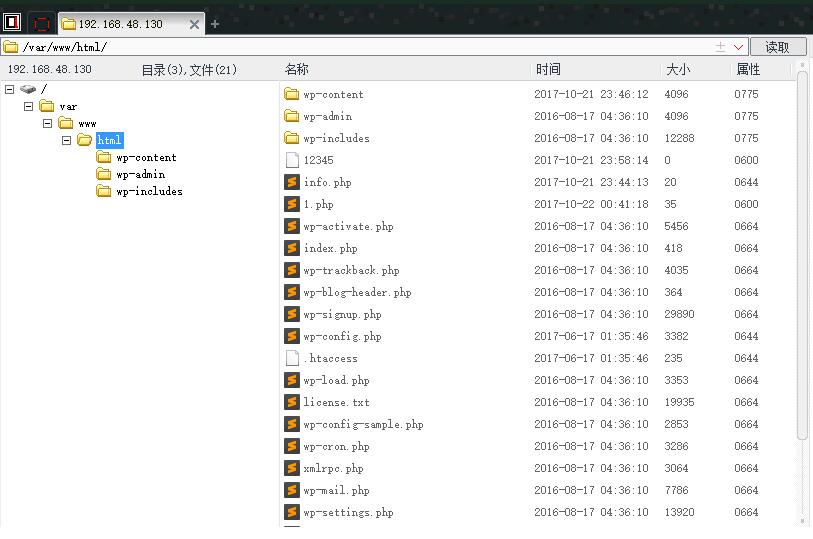 192.168.48.130
/var/www/html/ 读取
192.168.48.130 目录(3),文件(21) 名称 时间 大小 属性
/
var
www
html
wp-content
wp-admin
wp-includes
wp-content 2017-10-21 23:46:12 4096 0775
wp-admin 2016-08-17 04:36:10 4096 0775
wp-includes 2016-08-17 04:36:10 12288 0775
12345 2017-10-21 23:58:14 0 0600
info.php 2017-10-21 23:44:13 20 0644
1.php 2017-10-22 00:41:18 35 0600
wp-activate.php 2016-08-17 04:36:10 5456 0664
index.php 2016-08-17 04:36:10 418 0664
wp-trackback.php 2016-08-17 04:36:10 4035 0664
wp-blog-header.php 2016-08-17 04:36:10 364 0664
wp-signup.php 2016-08-17 04:36:10 29890 0664
wp-config.php 2017-06-17 01:35:46 3382 0644
.htaccess 2017-06-17 01:35:46 235 0644
wp-load.php 2016-08-17 04:36:10 3353 0664
license.txt 2016-08-17 04:36:10 19935 0664
wp-config-sample.php 2016-08-17 04:36:10 2853 0664
wp-cron.php 2016-08-17 04:36:10 3286 0664
xmlrpc.php 2016-08-17 04:36:10 3064 0664
wp-mail.php 2016-08-17 04:36:10 7786 0664
wp-settings.php 2016-08-17 04:36:10 13920 0664